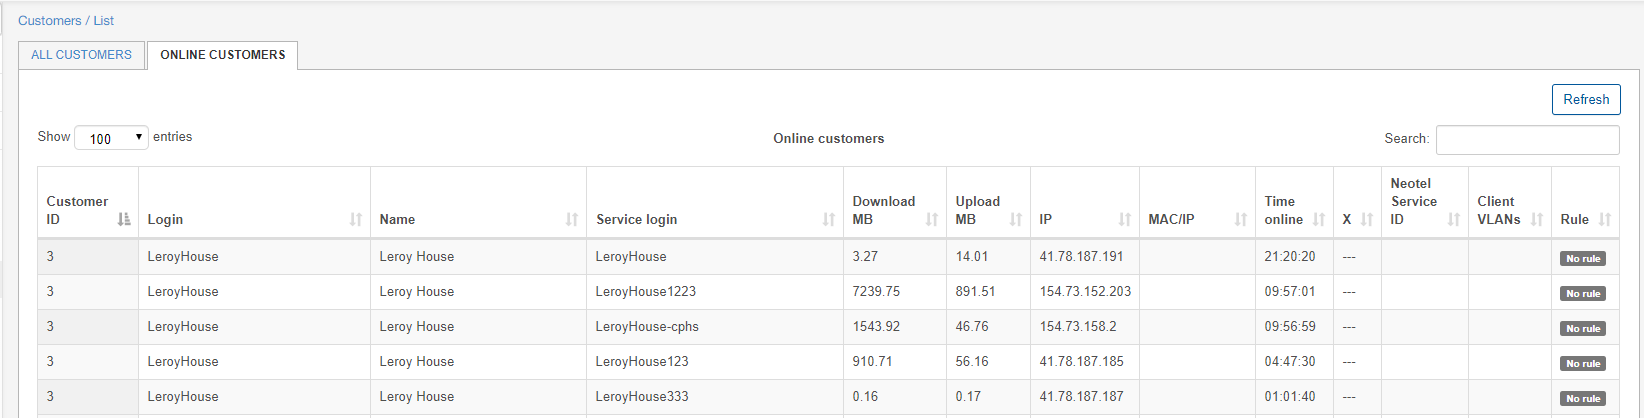 Customers / List
ALL CUSTOMERS ONLINE CUSTOMERS
Refresh
Show 100 entries Online customers Search:
Customer ID Login Name Service login Download MB Upload MB IP MAC/IP Time online X Neotel Service ID Client VLANs Rule
3 LeroyHouse Leroy House LeroyHouse 3.27 14.01 41.78.187.191 21:20:20 --- No rule
3 LeroyHouse Leroy House LeroyHouse1223 7239.75 891.51 154.73.152.203 09:57:01 --- No rule
3 LeroyHouse Leroy House LeroyHouse-cphs 1543.92 46.76 154.73.158.2 09:56:59 --- No rule
3 LeroyHouse Leroy House LeroyHouse123 910.71 56.16 41.78.187.185 04:47:30 --- No rule
3 LeroyHouse Leroy House LeroyHouse333 0.16 0.17 41.78.187.187 01:01:40 --- No rule